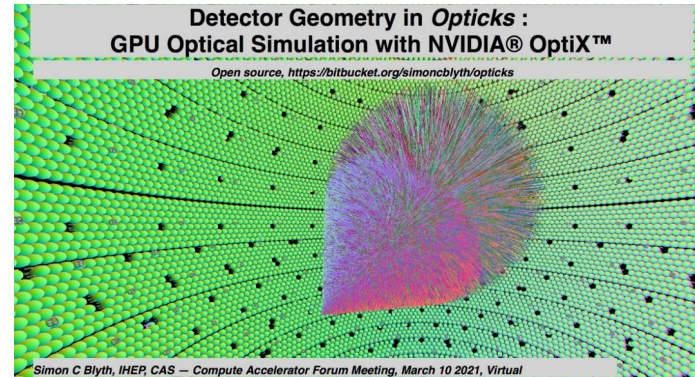 Detector Geometry in Opticks :
GPU Optical Simulation with NVIDIA® OptiX™
Open source, https://bitbucket.org/simoncblyth/opticks
Simon C Blyth, IHEP, CAS — Compute Accelerator Forum Meeting, March 10 2021, Virtual